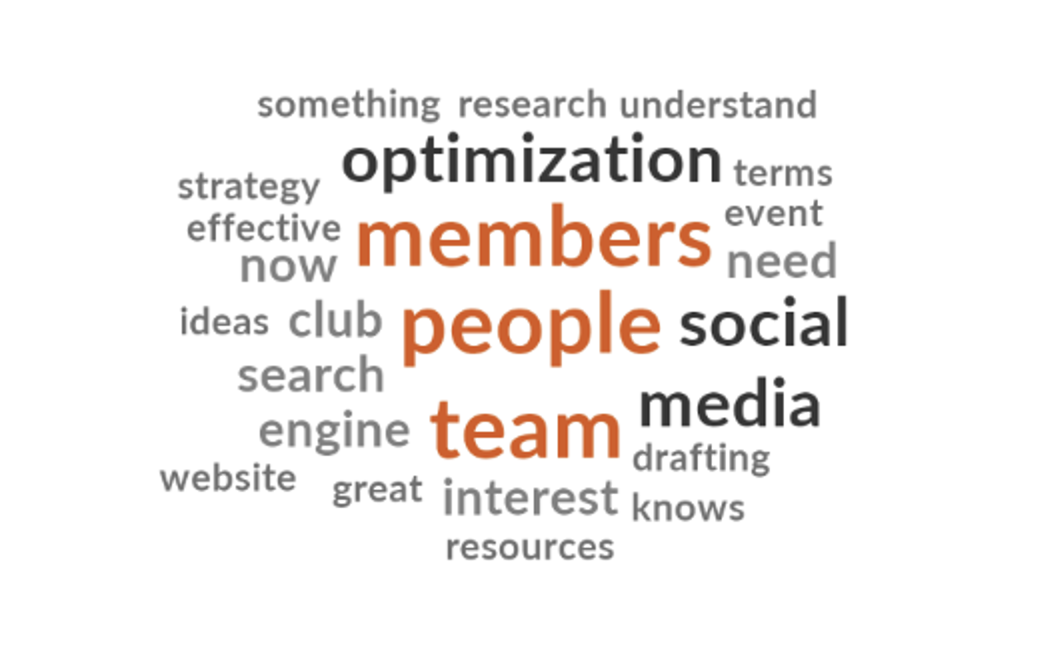 something research understand
optimization terms
strategy
effective members event
now need
ideas club people social
search
engine team media
drafting
website great interest knows
resources